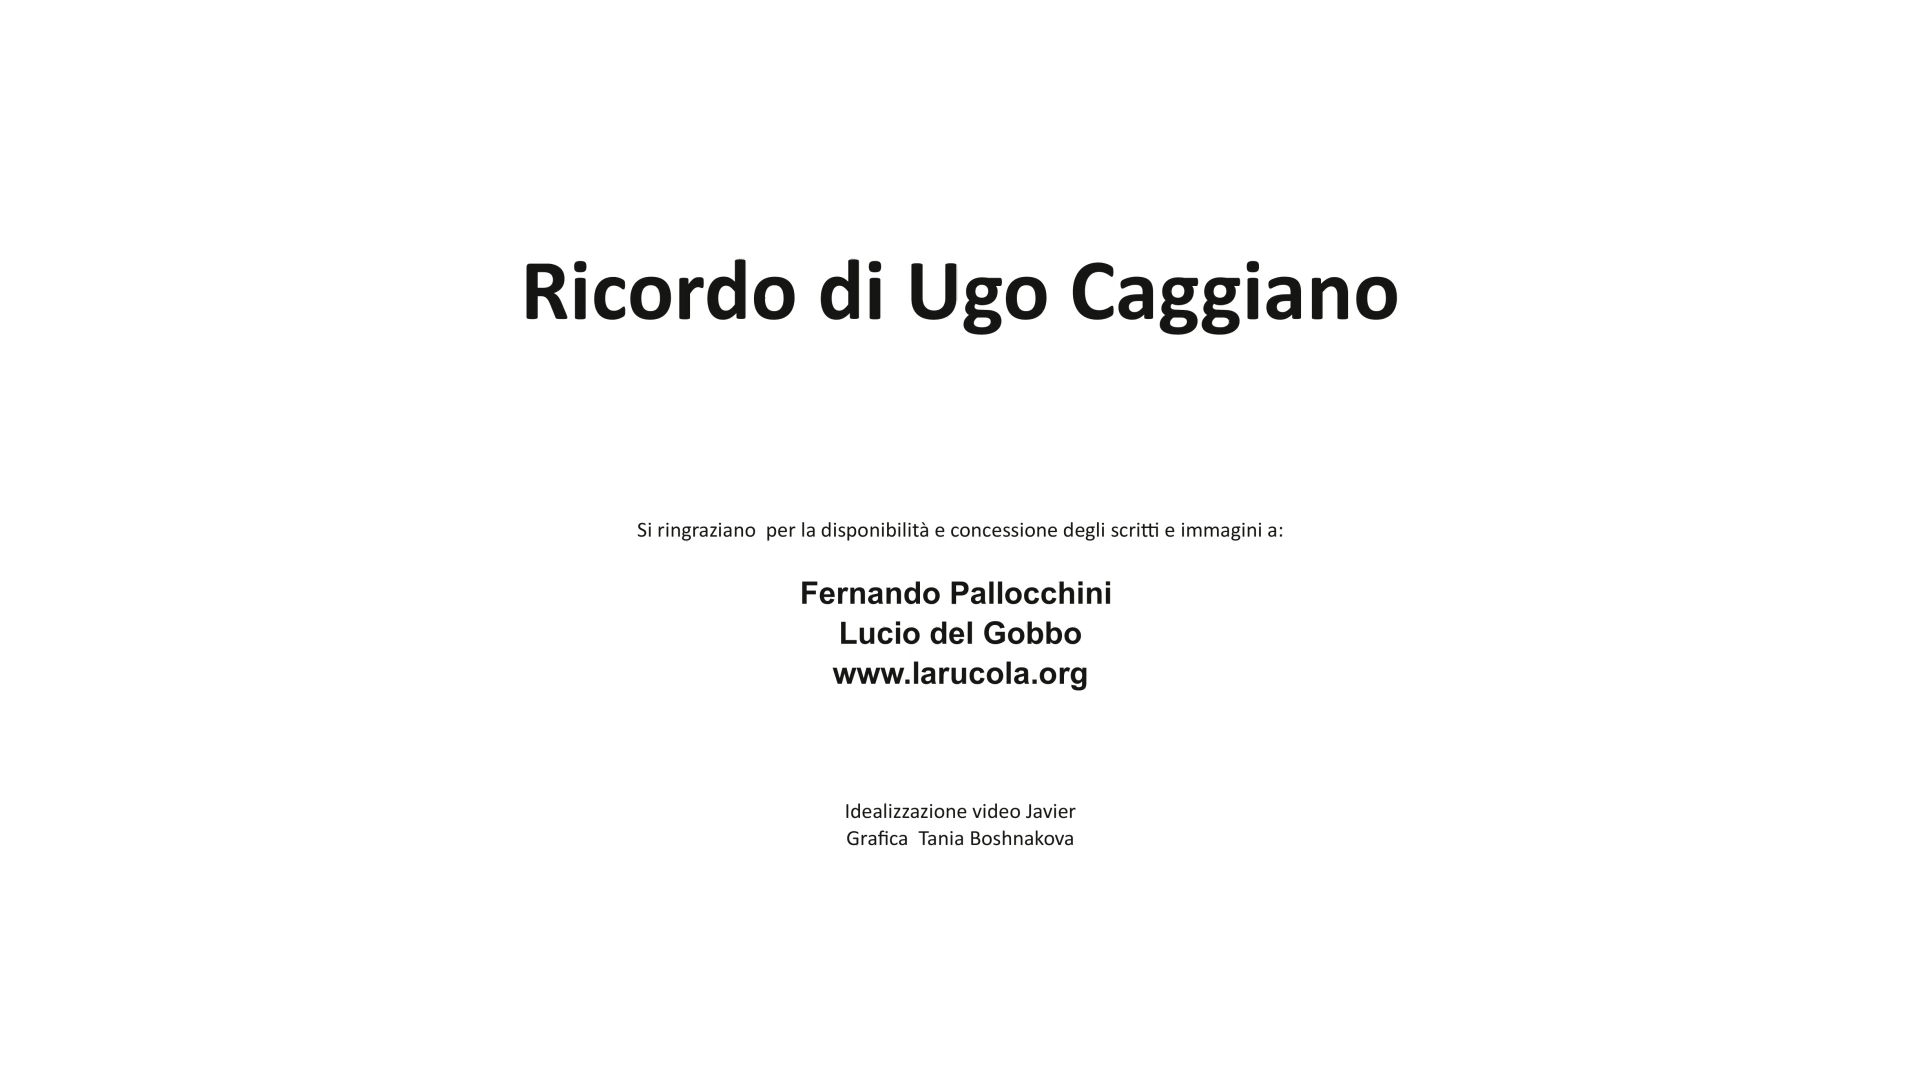 Ricordo di Ugo Caggiano
Si ringraziano  per la disponibilità e concessione degli scritti e immagini a:
Fernando Pallocchini
Lucio del Gobbo
www.larucola.org
Idealizzazione video Javier
Grafica  Tania Boshnakova